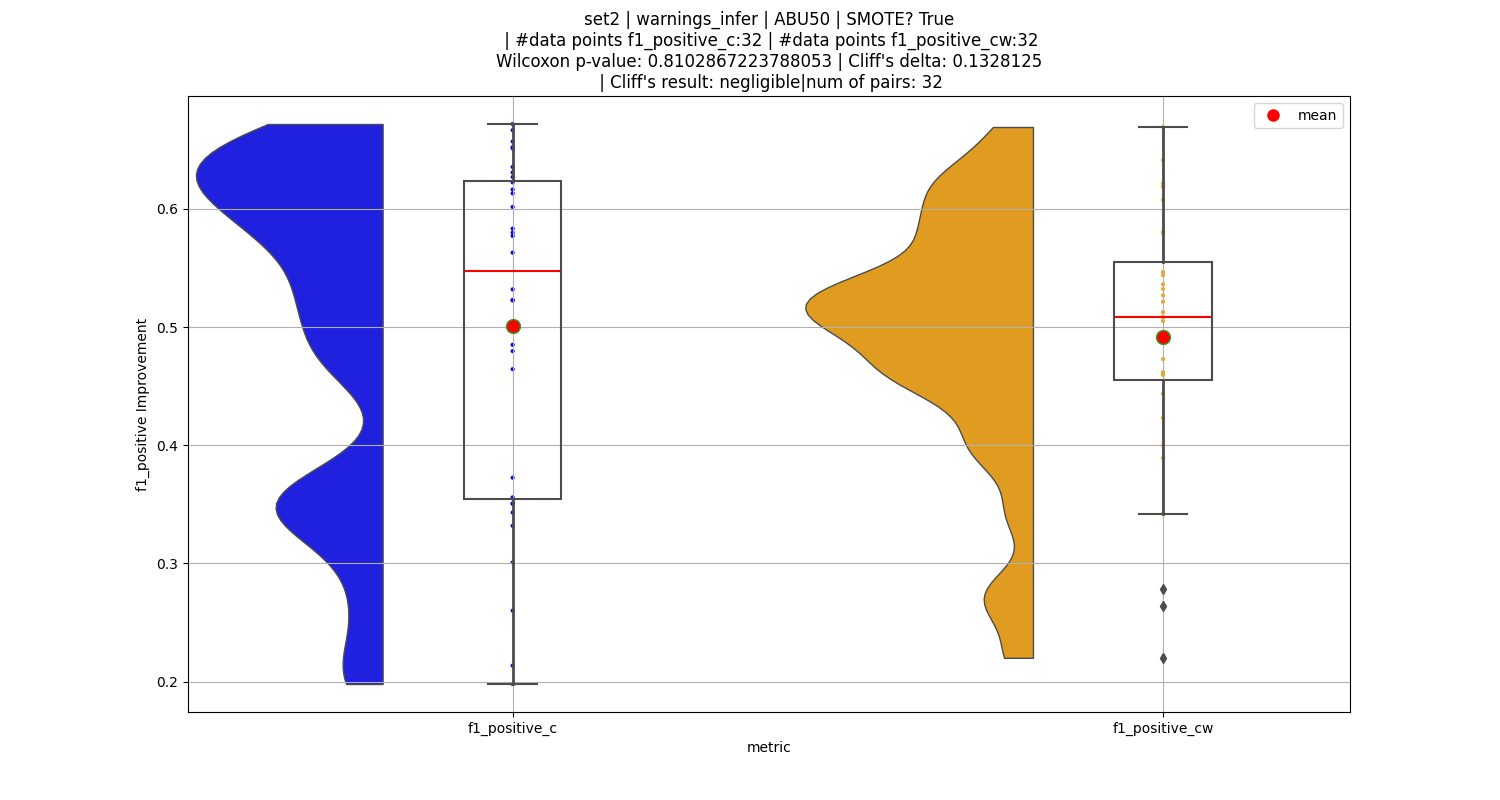 set2 | warnings_infer | ABU50 | SMOTE? True
| #data points f1_positive_c:32 | #data points f1_positive_cw:32
Wilcoxon p-value: 0.8102867223788053 | Cliff's delta: 0.1328125
| Cliff's result: negligible|num of pairs: 32
mean
f1_positive Improvement
0.6
0.5
0.4
0.3
0.2
f1_positive_c
f1_positive_cw
metric